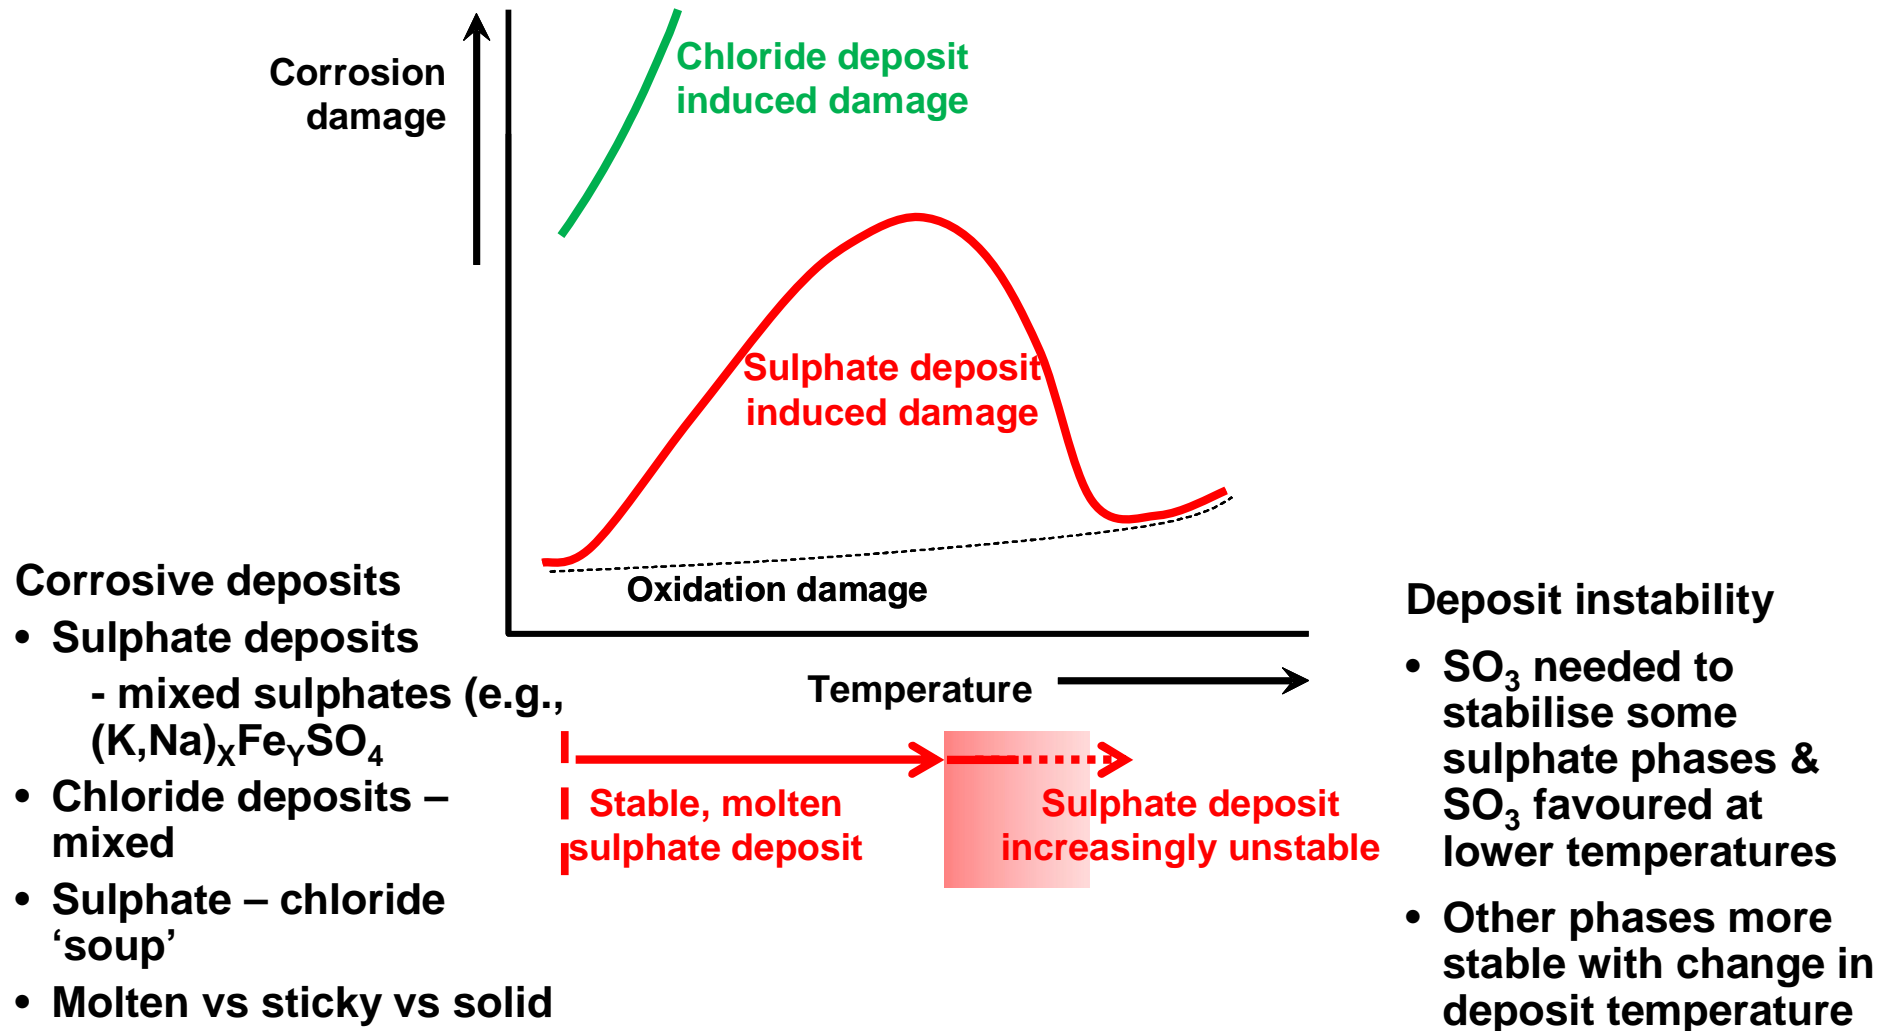 Corrosion
damage
Chloride deposit
induced damage
Sulphate deposit
induced damage
Oxidation damage
Temperature
Stable, molten
sulphate deposit
Sulphate deposit
increasingly unstable
Corrosive deposits
• Sulphate deposits
- mixed sulphates (e.g.,
(K,Na)XFeYSO4
• Chloride deposits –
mixed
• Sulphate – chloride
‘soup’
• Molten vs sticky vs solid
Deposit instability
• SO3 needed to
stabilise some
sulphate phases &
SO3 favoured at
lower temperatures
• Other phases more
stable with change in
deposit temperature